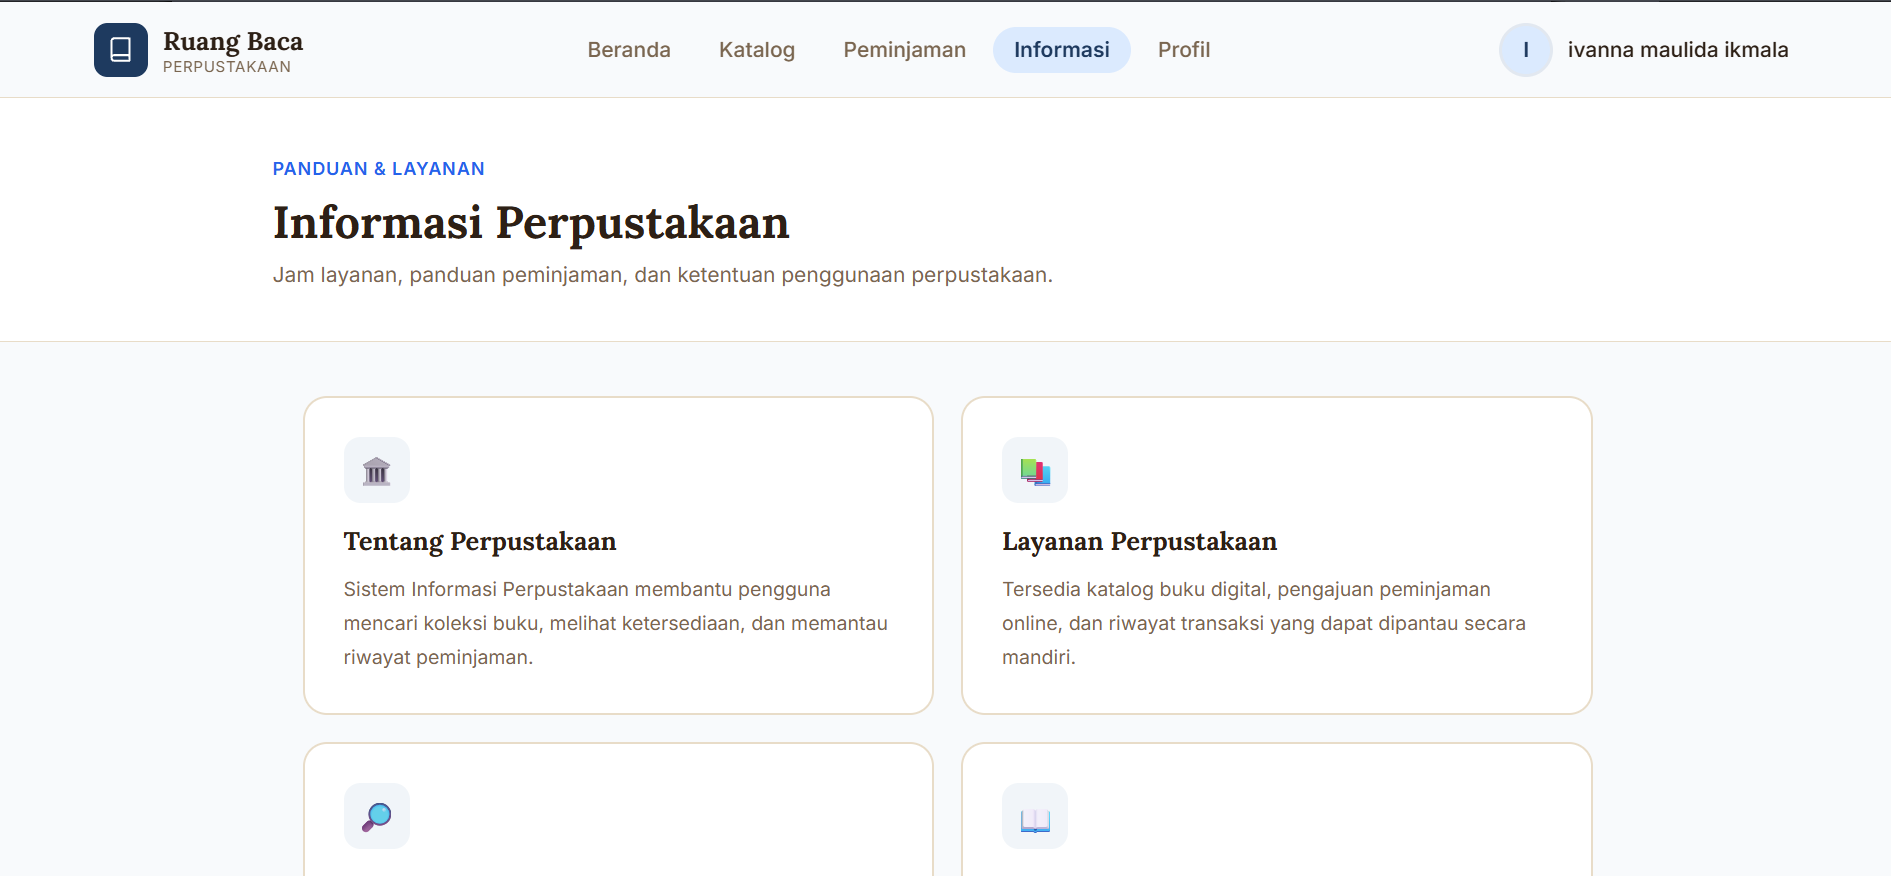 Ruang Baca
PERPUSTAKAAN
Beranda
Katalog
Peminjaman
Informasi
Profil
I
ivanna maulida ikmala
PANDUAN & LAYANAN
Informasi Perpustakaan
Jam layanan, panduan peminjaman, dan ketentuan penggunaan perpustakaan.
Tentang Perpustakaan
Sistem Informasi Perpustakaan membantu pengguna
mencari koleksi buku, melihat ketersediaan, dan memantau
riwayat peminjaman.
Layanan Perpustakaan
Tersedia katalog buku digital, pengajuan peminjaman
online, dan riwayat transaksi yang dapat dipantau secara
mandiri.